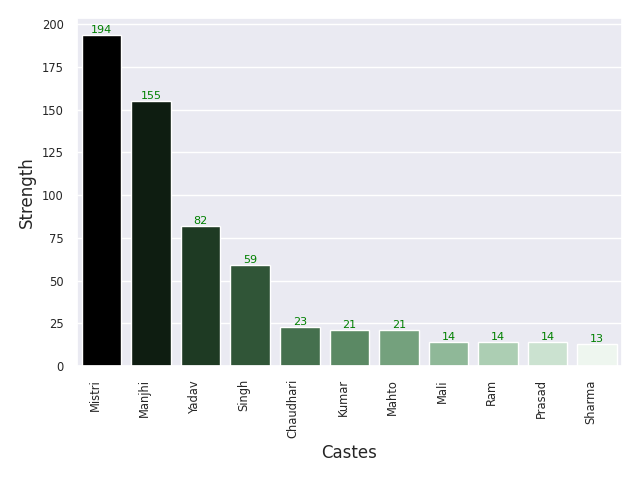 200
175
150
125
100
75
50
25
0
Strength
194
155
82
59
23
21
21
14
14
14
13
Mistri
Manjhi
Yadav
Singh
Chaudhari
Kumar
Mahto
Mali
Ram
Prasad
Sharma
Castes